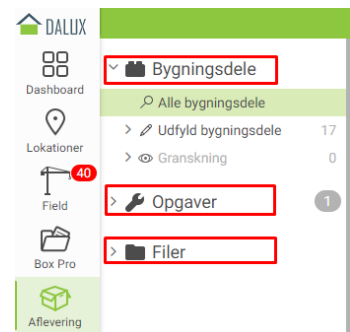 DALUX
Dashboard
Lokationer
40
Field
Box Pro
Aflevering
Bygningsdele
Alle bygningsdele
Udfyld bygningsdele 17
Granskning 0
Opgaver 1
Filer